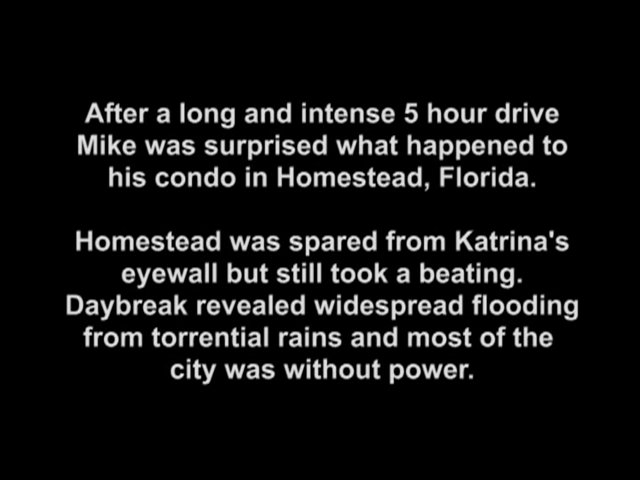 After a long and intense 5 hour drive
Mike was surprised what happened to
his condo in Homestead, Florida.
Homestead was spared from Katrina's
eyewall but still took a beating.
Daybreak revealed widespread flooding
from torrential rains and most of the
city was without power.